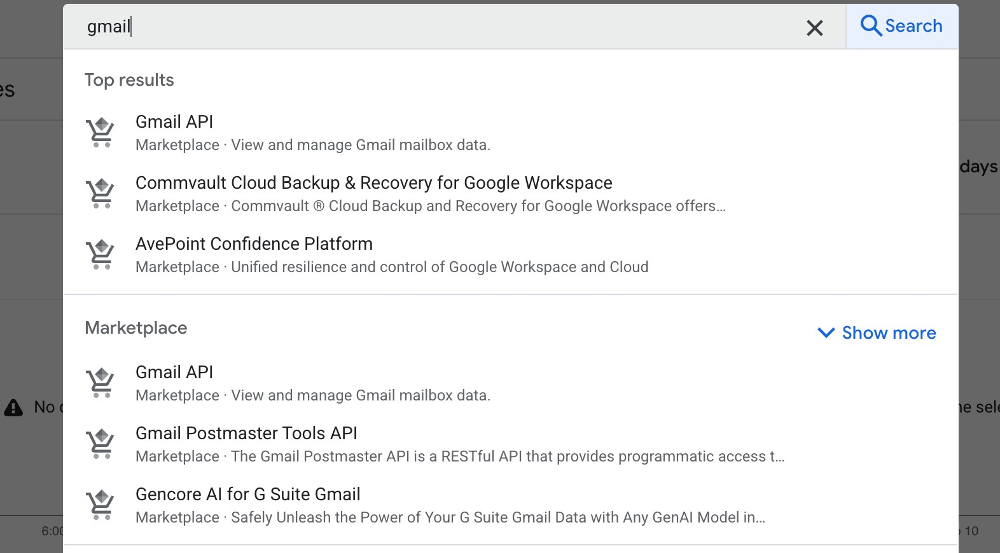 gmail
Search
Top results
es
Gmail API
Marketplace · View and manage Gmail mailbox data.
days
Commvault Cloud Backup & Recovery for Google Workspace
Marketplace · Commvault ® Cloud Backup and Recovery for Google Workspace offers...
AvePoint Confidence Platform
Marketplace · Unified resilience and control of Google Workspace and Cloud
Marketplace
Show more
Gmail API
Marketplace · View and manage Gmail mailbox data.
No
Gmail Postmaster Tools API
Marketplace · The Gmail Postmaster API is a RESTful API that provides programmatic access t...
Gencore AI for G Suite Gmail
Marketplace · Safely Unleash the Power of Your G Suite Gmail Data with Any GenAI Model in...
6:00
10